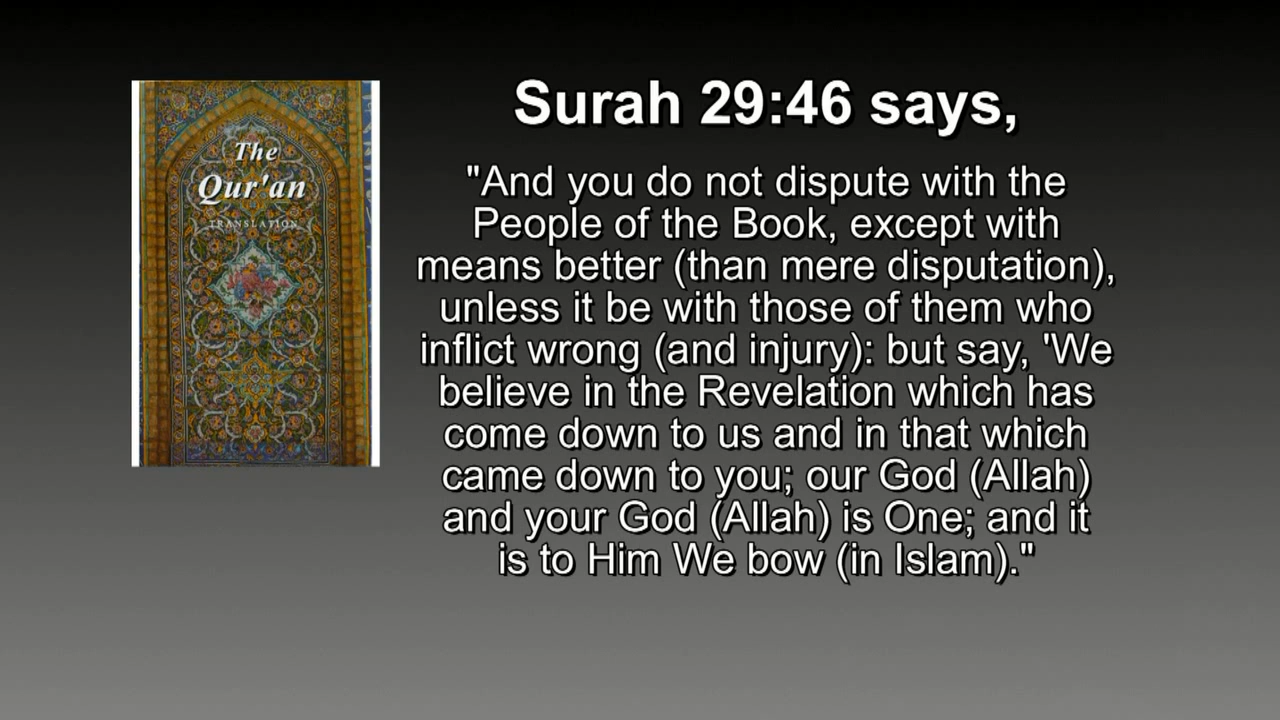 The
Qur'an
TRANSLATION
Surah 29:46 says,
"And you do not dispute with the
People of the Book, except with
means better (than mere disputation),
unless it be with those of them who
inflict wrong (and injury): but say, 'We
believe in the Revelation which has
come down to us and in that which
came down to you; our God (Allah)
and your God (Allah) is One; and it
is to Him We bow (in Islam)."